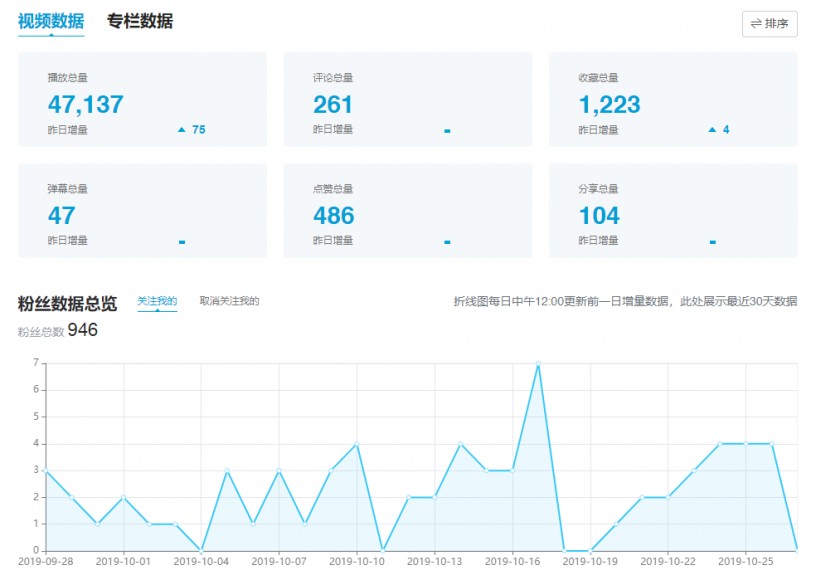 视频数据 专栏数据 排序
播放总量 评论总量 收藏总量
47,137 261 1,223
昨日增量 75 昨日增量 - 昨日增量 4
弹幕总量 点赞总量 分享总量
47 486 104
昨日增量 - 昨日增量 - 昨日增量 -
粉丝数据总览 关注我的 取消关注我的 折线图每日中午12:00更新前一日增量数据，此处展示最近30天数据
粉丝总数 946
7
6
5
4
3
2
1
0
2019-09-28 2019-10-01 2019-10-04 2019-10-07 2019-10-10 2019-10-13 2019-10-16 2019-10-19 2019-10-22 2019-10-25